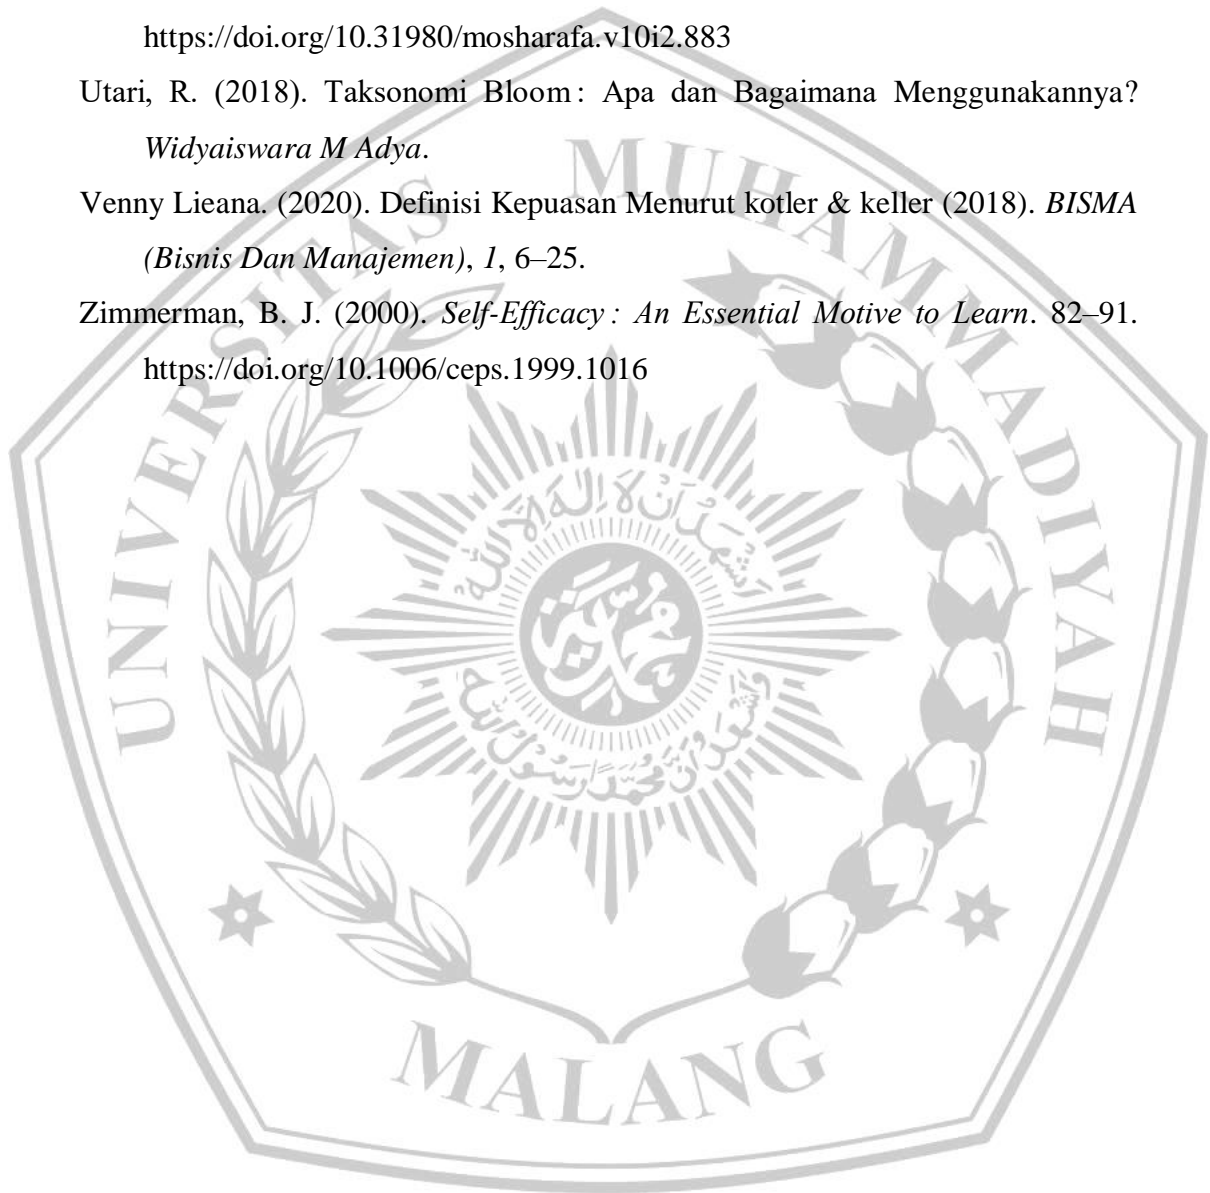 https://doi.org/10.31980/mosharafa.v10i2.883
Utari, R. (2018). Taksonomi Bloom : Apa dan Bagaimana Menggunakannya?
Widyaiswara M Adya.
Venny Lieana. (2020). Definisi Kepuasan Menurut kotler & keller (2018). BISMA
(Bisnis Dan Manajemen), 1, 6–25.
Zimmerman, B. J. (2000). Self-Efficacy : An Essential Motive to Learn. 82–91.
https://doi.org/10.1006/ceps.1999.1016
UNIVERSITAS MUHAMMADIYAH
MALANG